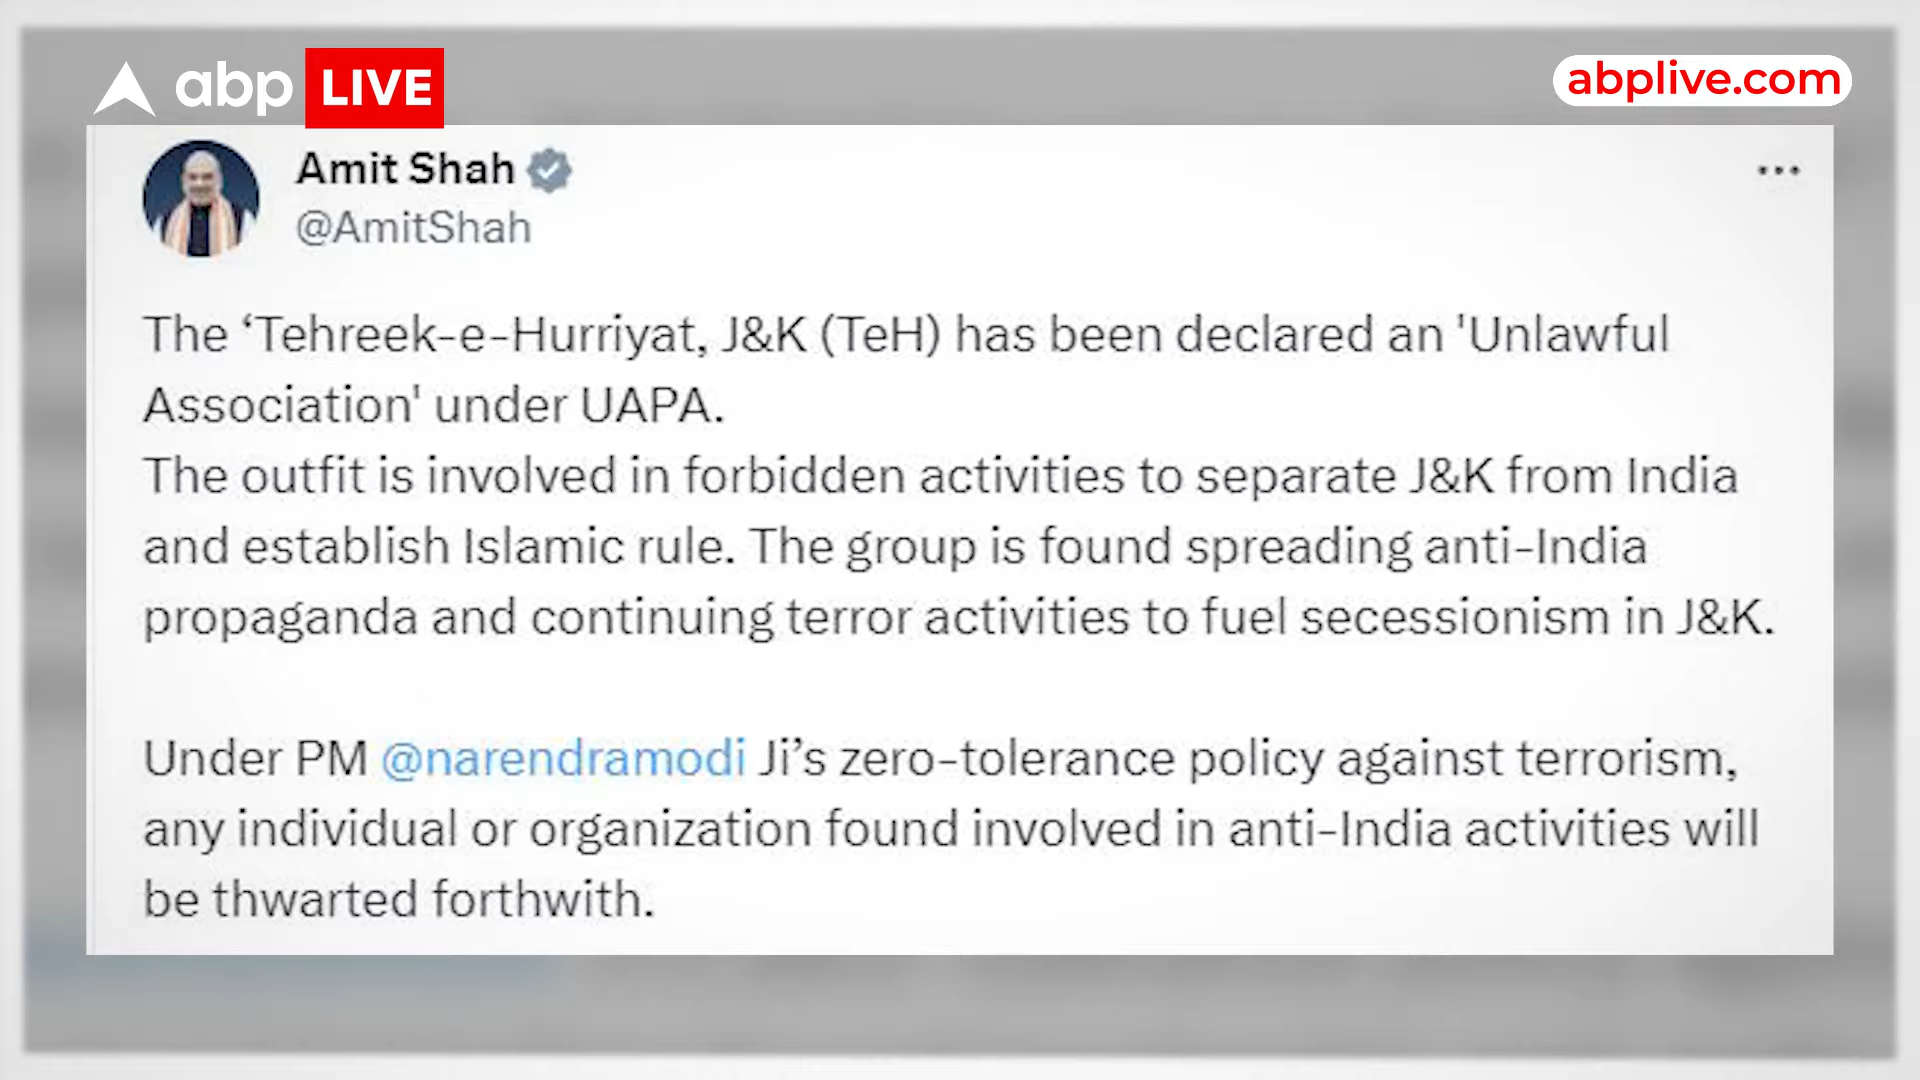 abp LIVE
abplive.com
Amit Shah
@AmitShah
The ‘Tehreek-e-Hurriyat, J&K (TeH) has been declared an 'Unlawful
Association' under UAPA.
The outfit is involved in forbidden activities to separate J&K from India
and establish Islamic rule. The group is found spreading anti-India
propaganda and continuing terror activities to fuel secessionism in J&K.
Under PM @narendramodi Ji’s zero-tolerance policy against terrorism,
any individual or organization found involved in anti-India activities will
be thwarted forthwith.